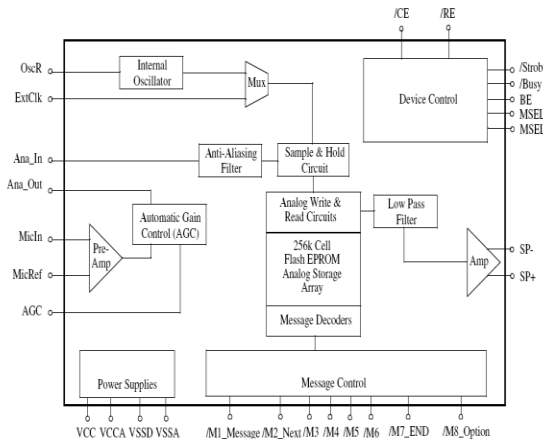 /CE
/RE
OscR
Internal
Oscillator
ExtClk
Mux
Device Control
/Strob
/Busy
BE
MSEL
MSEL
Ana_In
Anti-Aliasing
Filter
Sample & Hold
Circuit
Ana_Out
Automatic Gain
Control (AGC)
Analog Write &
Read Circuits
Low Pass
Filter
MicIn
Pre-
Amp
MicRef
256k Cell
Flash EPROM
Analog Storage
Array
Amp
SP-
SP+
AGC
Message Decoders
Power Supplies
Message Control
VCC
VCCA
VSSD
VSSA
/M1_Message
/M2_Next
/M3
/M4
/M5
/M6
/M7_END
/M8_Option